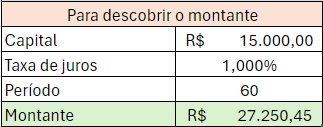 Para descobrir o montante
Capital R$ 15.000,00
Taxa de juros 1,000%
Período 60
Montante R$ 27.250,45